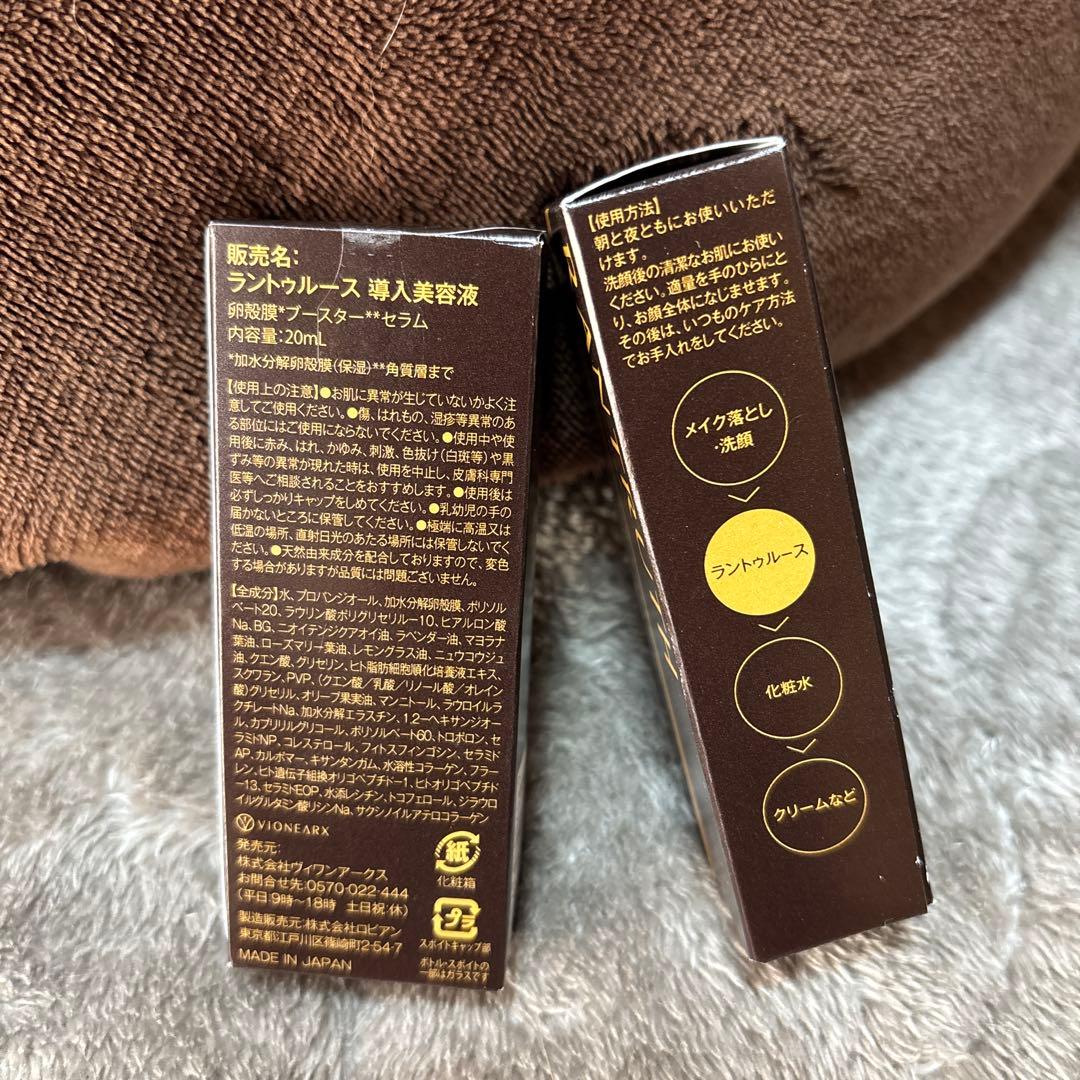 販売名:
ラントゥルース 導入美容液
卵殻膜*ブースター**セラム
内容量:20mL
*加水分解卵殻膜(保湿)**角質層まで
【使用上の注意】●お肌に異常が生じていないかよく注
意してご使用ください。●傷、はれもの、湿疹等異常のあ
る部位にはご使用にならないでください。●使用中や使
用後に赤み、はれ、かゆみ、刺激、色抜け(白斑等)や黒
ずみ等の異常が現れた時は、使用を中止し、皮膚科専門
医等へご相談されることをおすすめします。●使用後は
必ずしっかりキャップをしめてください。●乳幼児の手の
届かないところに保管してください。●極端に高温又は
低温の場所、直射日光のあたる場所には保管しないでく
ださい。●天然由来成分を配合しておりますので、変色
する場合がありますが品質には問題ございません。
【全成分】水、プロパンジオール、加水分解卵殻膜、ポリソル
ベート20、ラウリン酸ポリグリセリル-10、ヒアルロン酸
Na、BG、ニオイテンジクアオイ油、ラベンダー油、マヨラナ
葉油、ローズマリー葉油、レモングラス油、ニュウコウジュ
油、クエン酸、グリセリン、ヒト脂肪細胞順化培養液エキス、
スクワラン、PVP、(クエン酸/乳酸/リノール酸/オレイン
酸)グリセリル、オリーブ果実油、マンニトール、ラウロイルラ
クチレートNa、加水分解エラスチン、1,2-ヘキサンジオー
ル、カプリリルグリコール、ポリソルベート60、トロポロン、セ
ラミドNP、コレステロール、フィトスフィンゴシン、セラミド
AP、カルボマー、キサンタンガム、水溶性コラーゲン、フラー
レン、ヒト遺伝子組換オリゴペプチド-1、ヒトオリゴペプチド
-13、セラミドEOP、水添レシチン、トコフェロール、ジラウロ
イルグルタミン酸リシンNa、サクシノイルアテロコラーゲン
VIONEARX
発売元:
株式会社ヴィワンアークス
お問合せ先:0570-022-444
(平日9時〜18時 土日祝:休)
製造販売元:株式会社ロピアン
東京都江戸川区篠崎町2-54-7
MADE IN JAPAN
紙
化粧箱
プラ
スポイトキャップ部
ボトル・スポイトの
一部はガラスです
【使用方法】
朝と夜ともにお使いいただ
けます。
洗顔後の清潔なお肌にお使い
ください。適量を手のひらにと
り、お顔全体になじませます。
その後は、いつものケア方法
でお手入れをしてください。
メイク落とし
・洗顔
ラントゥルース
化粧水
クリームなど